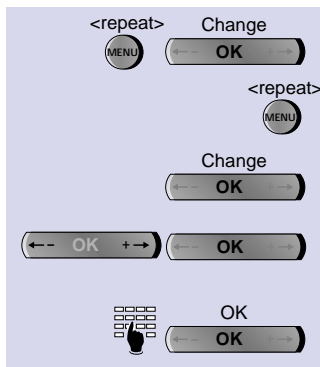 <repeat> Change
MENU ←- OK +→
<repeat>
MENU
Change
←- OK +→
←- OK +→ ←- OK +→
OK
←- OK +→